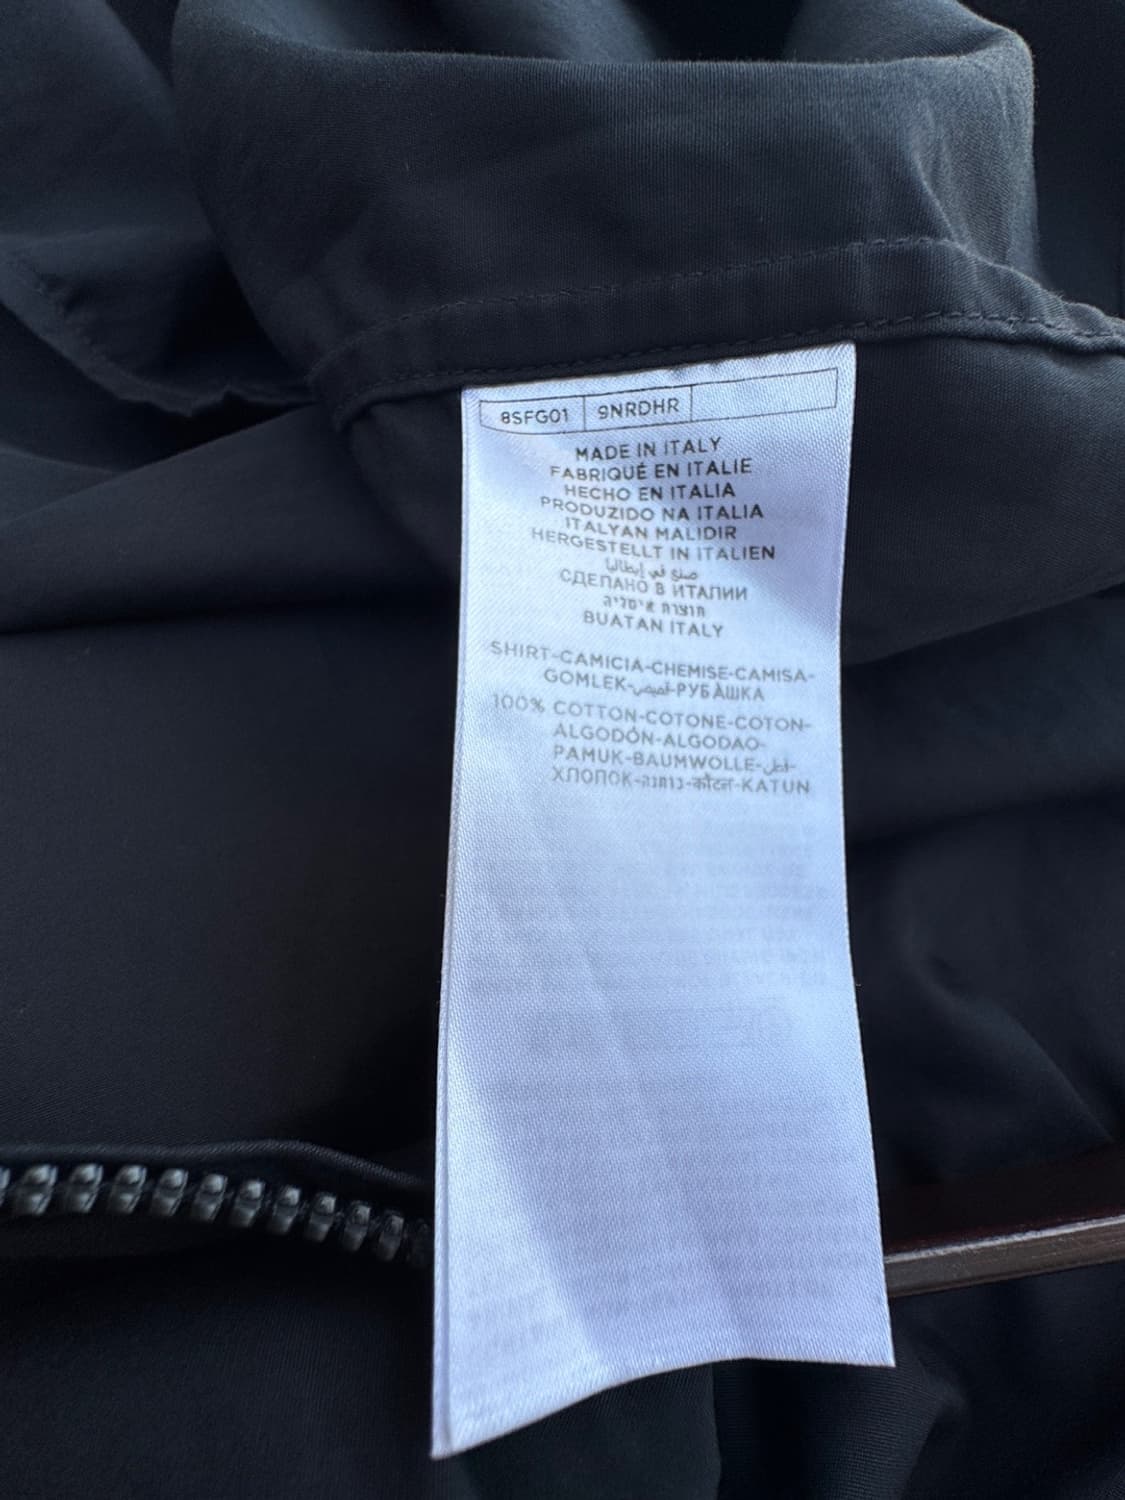 8SFG01 9NRDHR
MADE IN ITALY
FABRIQUÉ EN ITALIE
HECHO EN ITALIA
PRODUZIDO NA ITALIA
ITALYAN MALIDIR
HERGESTELLT IN ITALIEN
صنع في إيطاليا
СДЕЛАНО В ИТАЛИИ
תוצרת איטליה
BUATAN ITALY
SHIRT-CAMICIA-CHEMISE-CAMISA-
GOMLEK-قميص-РУБАШКА
100% COTTON-COTONE-COTON-
ALGODÓN-ALGODAO-
PAMUK-BAUMWOLLE-قطن-
ХЛОПОК-כותנה-कॉटन-KATUN